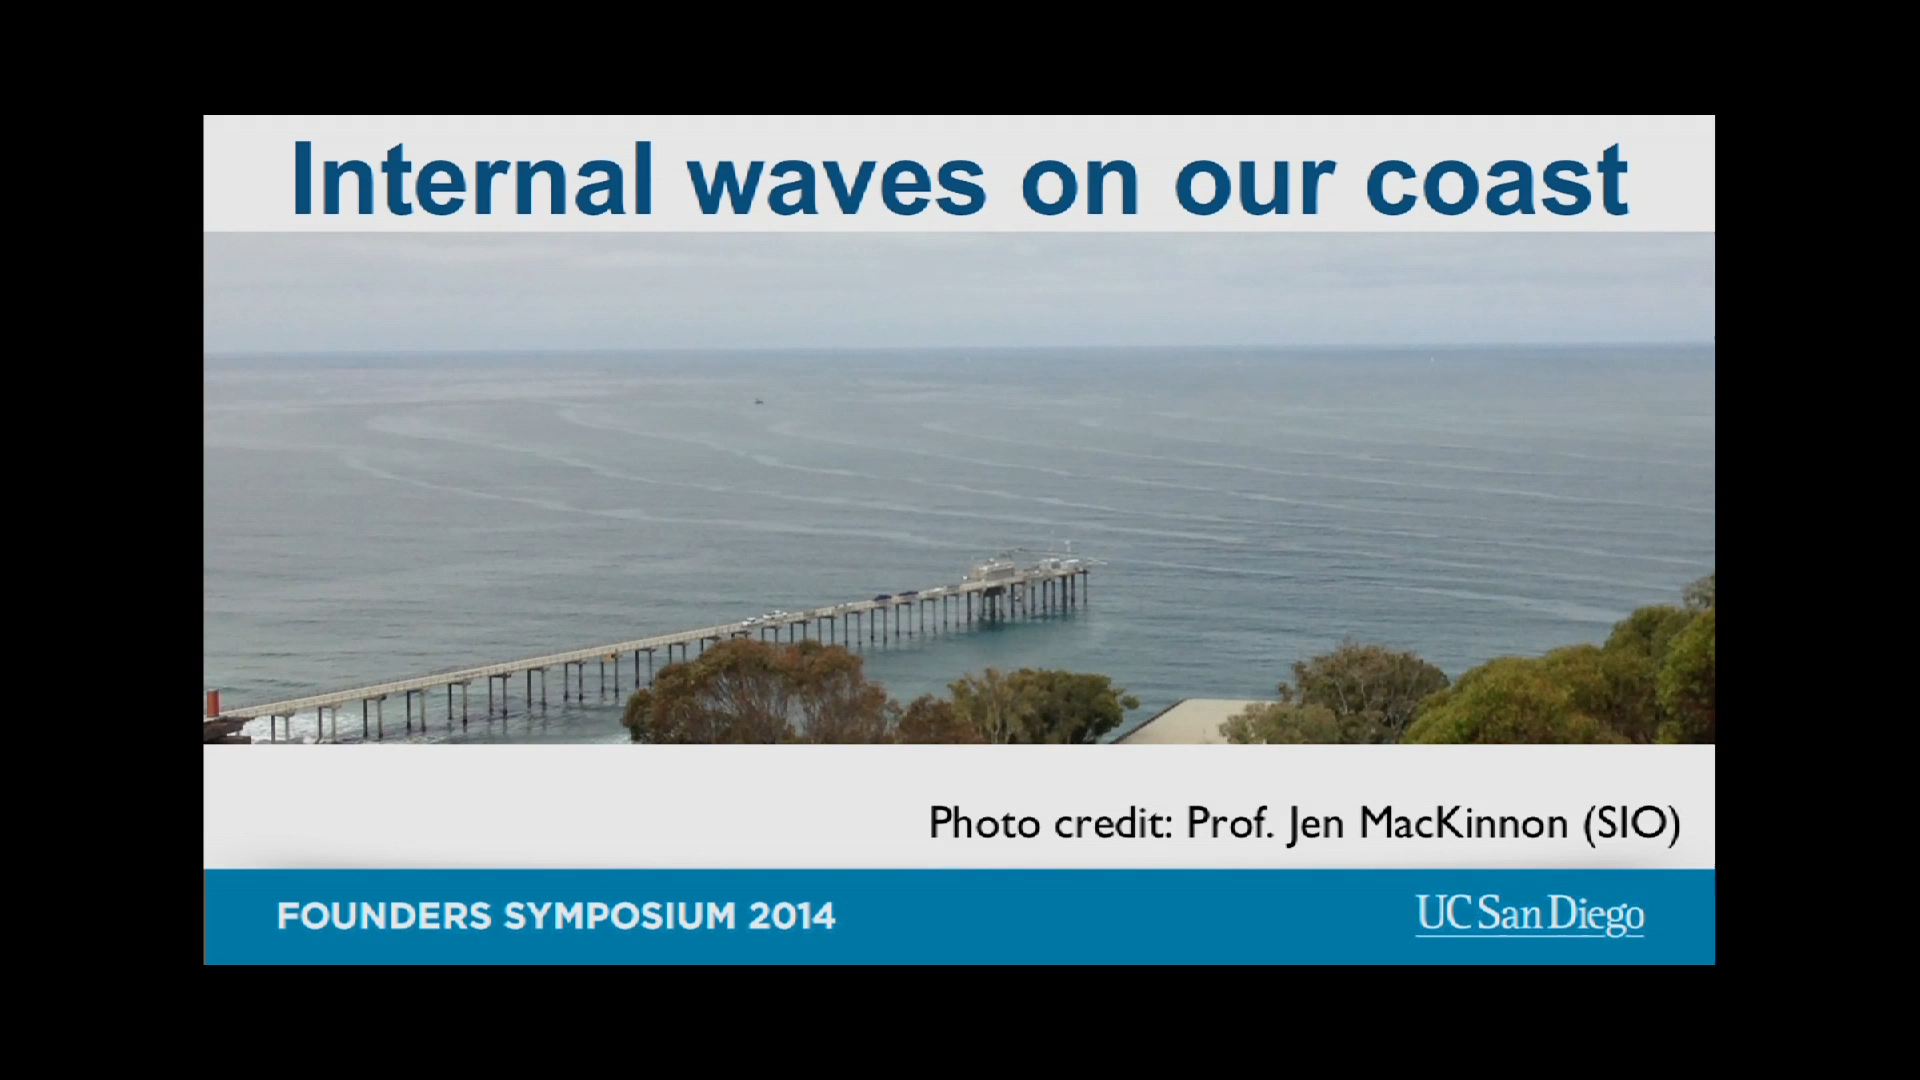 Internal waves on our coast
Photo credit: Prof. Jen MacKinnon (SIO)
FOUNDERS SYMPOSIUM 2014
UC San Diego